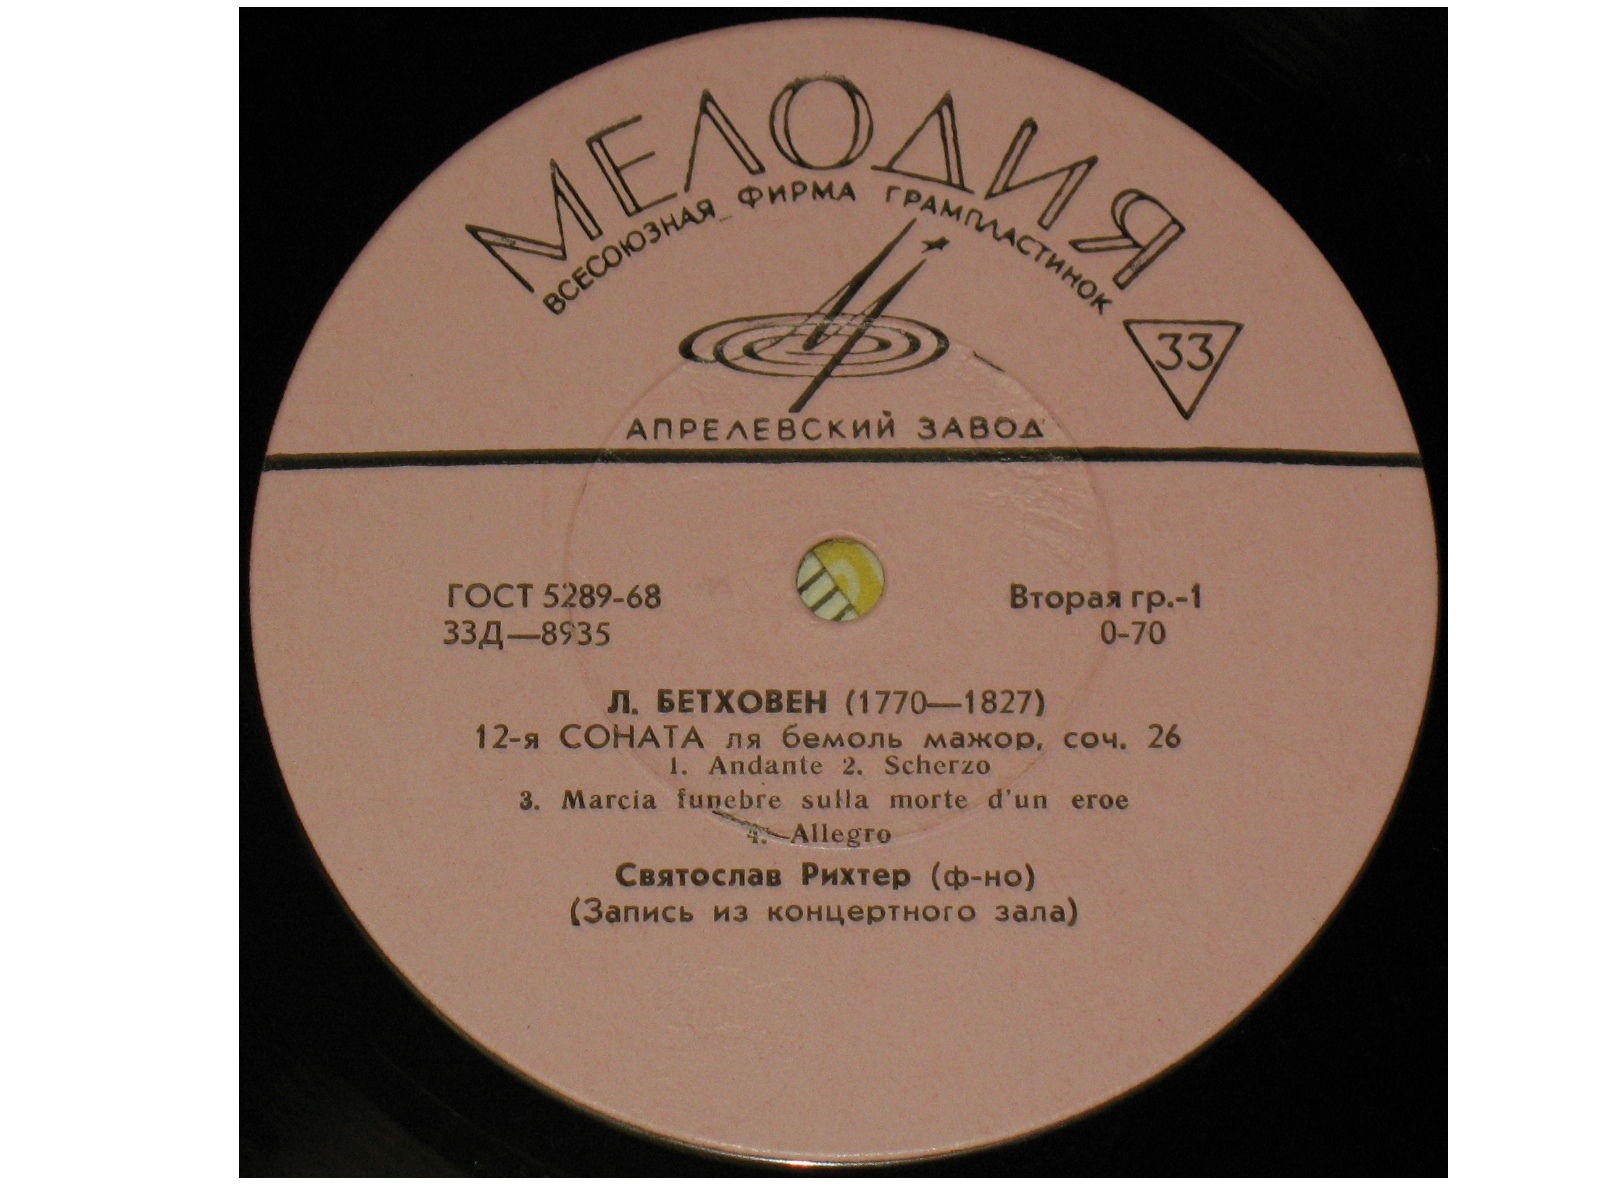 МЕЛОДИЯ
ВСЕСОЮЗНАЯ ФИРМА ГРАМПЛАСТИНОК
33
АПРЕЛЕВСКИЙ ЗАВОД
ГОСТ 5289-68
Вторая гр.-1
33Д—8935
0-70
Л. БЕТХОВЕН (1770—1827)
12-я СОНАТА ля бемоль мажор, соч. 26
1. Andante 2. Scherzo
3. Marcia funebre sulla morte d'un eroe
4. Allegro
Святослав Рихтер (ф-но)
(Запись из концертного зала)